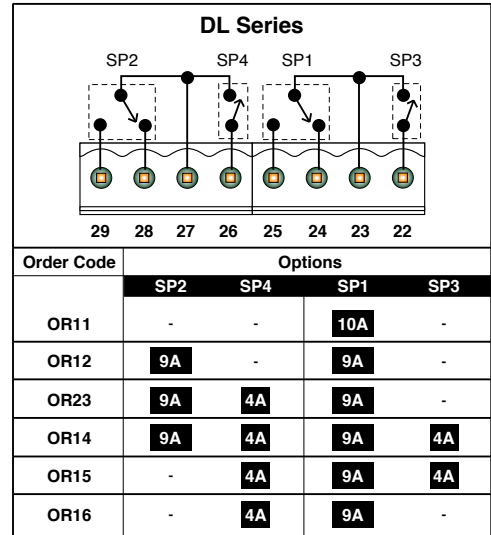 DL Series
SP2 SP4 SP1 SP3
29 28 27 26 25 24 23 22
Order Code Options
SP2 SP4 SP1 SP3
OR11 - - 10A -
OR12 9A - 9A -
OR23 9A 4A 9A -
OR14 9A 4A 9A 4A
OR15 - 4A 9A 4A
OR16 - 4A 9A -